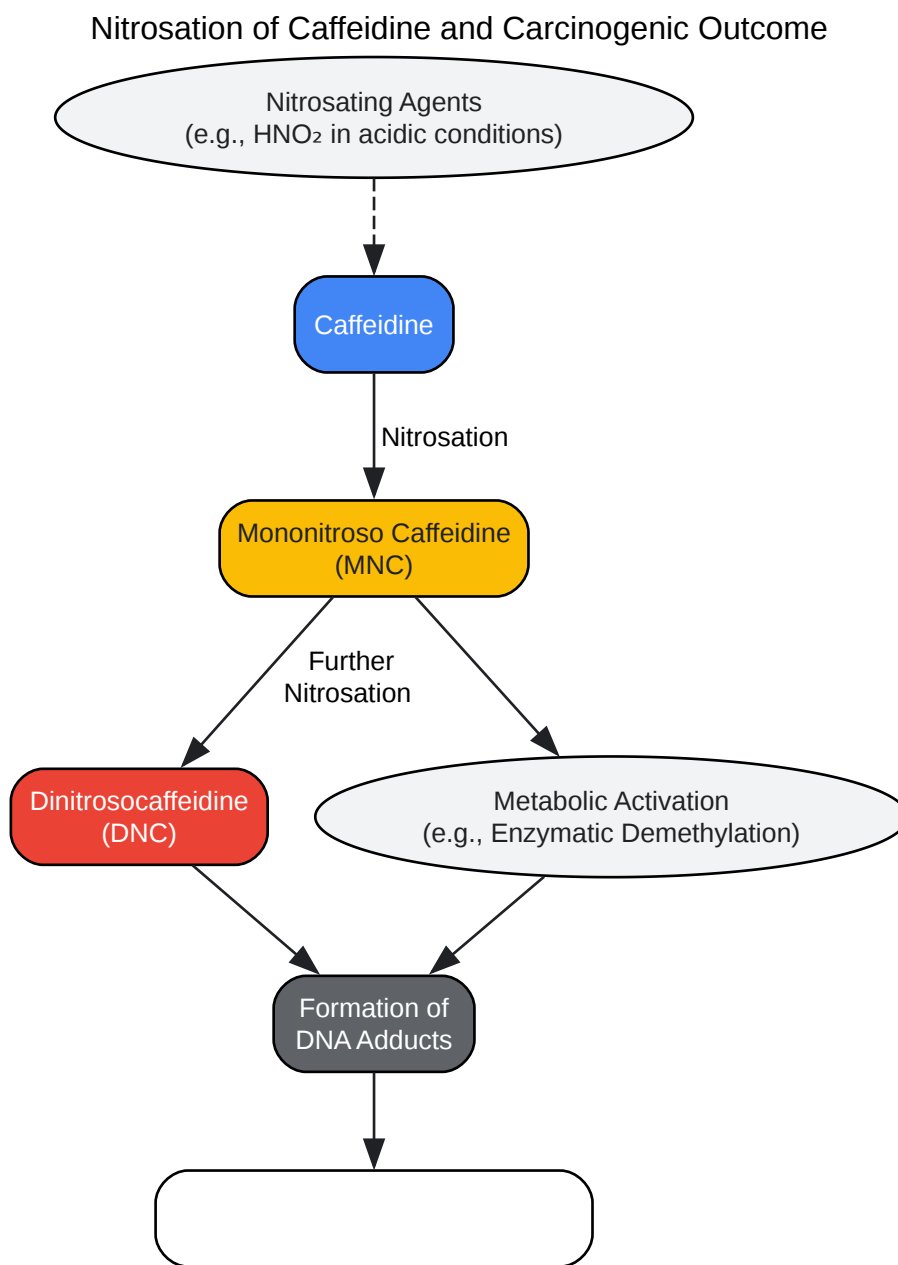 Nitrosation of Caffeidine and Carcinogenic Outcome
Nitrosating Agents
(e.g., HNO₂ in acidic conditions)
Caffeidine
Nitrosation
Mononitroso Caffeidine
(MNC)
Further
Nitrosation
Dinitrosocaffeidine
(DNC)
Metabolic Activation
(e.g., Enzymatic Demethylation)
Formation of
DNA Adducts